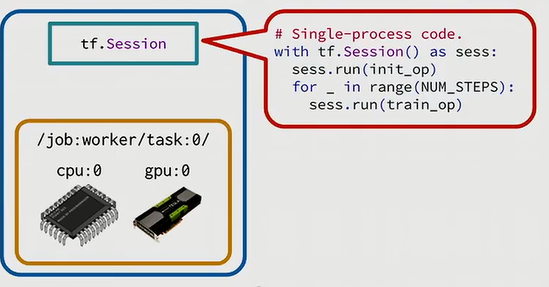 tf.Session
# Single-process code.
with tf.Session() as sess:
  sess.run(init_op)
  for _ in range(NUM_STEPS):
    sess.run(train_op)
/job:worker/task:0/
cpu:0 gpu:0